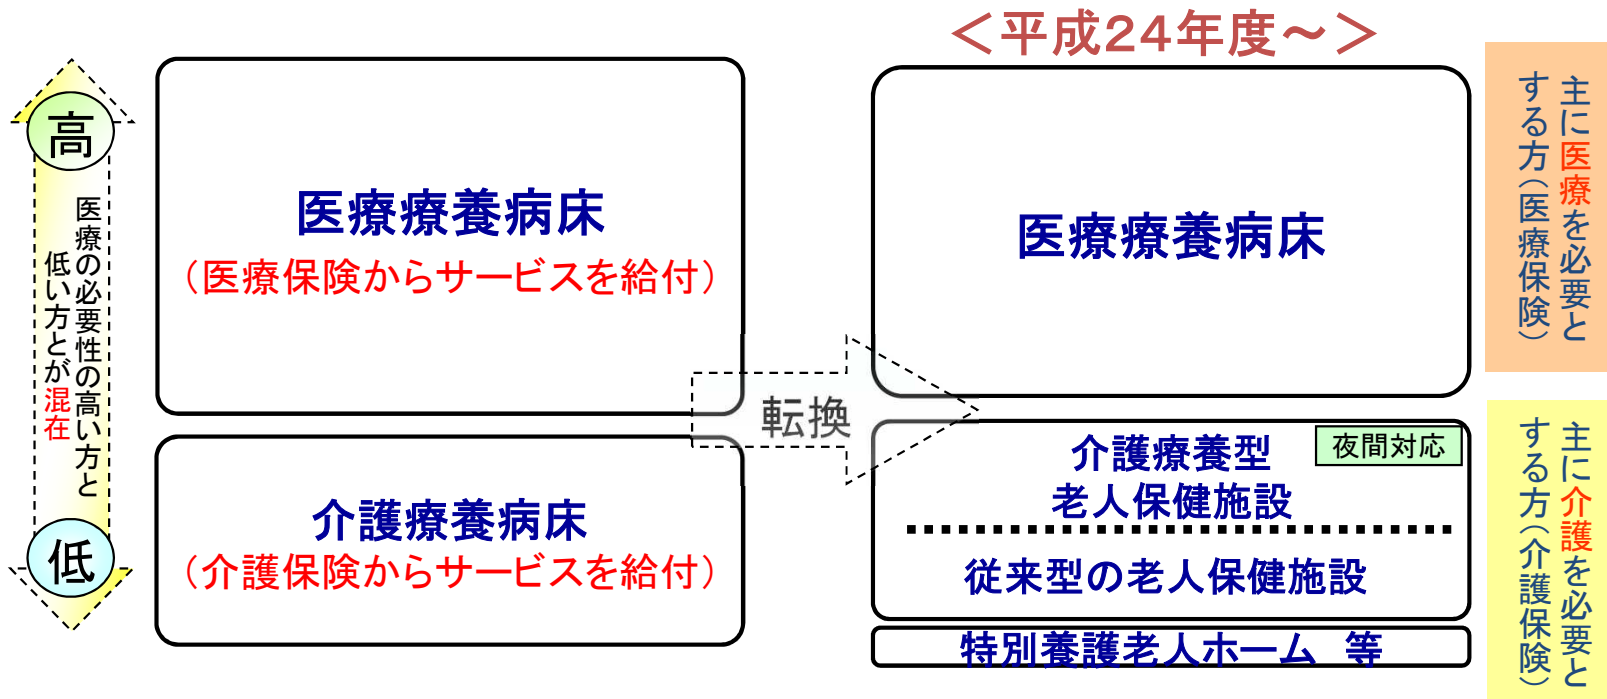 ＜平成２４年度～＞
高
医療の必要性の高い方と
低い方とが混在
低
医療療養病床
（医療保険からサービスを給付）
介護療養病床
（介護保険からサービスを給付）
転換
医療療養病床
介護療養型
老人保健施設
夜間対応
従来型の老人保健施設
特別養護老人ホーム　等
主に医療を必要と
する方（医療保険）
主に介護を必要と
する方（介護保険）